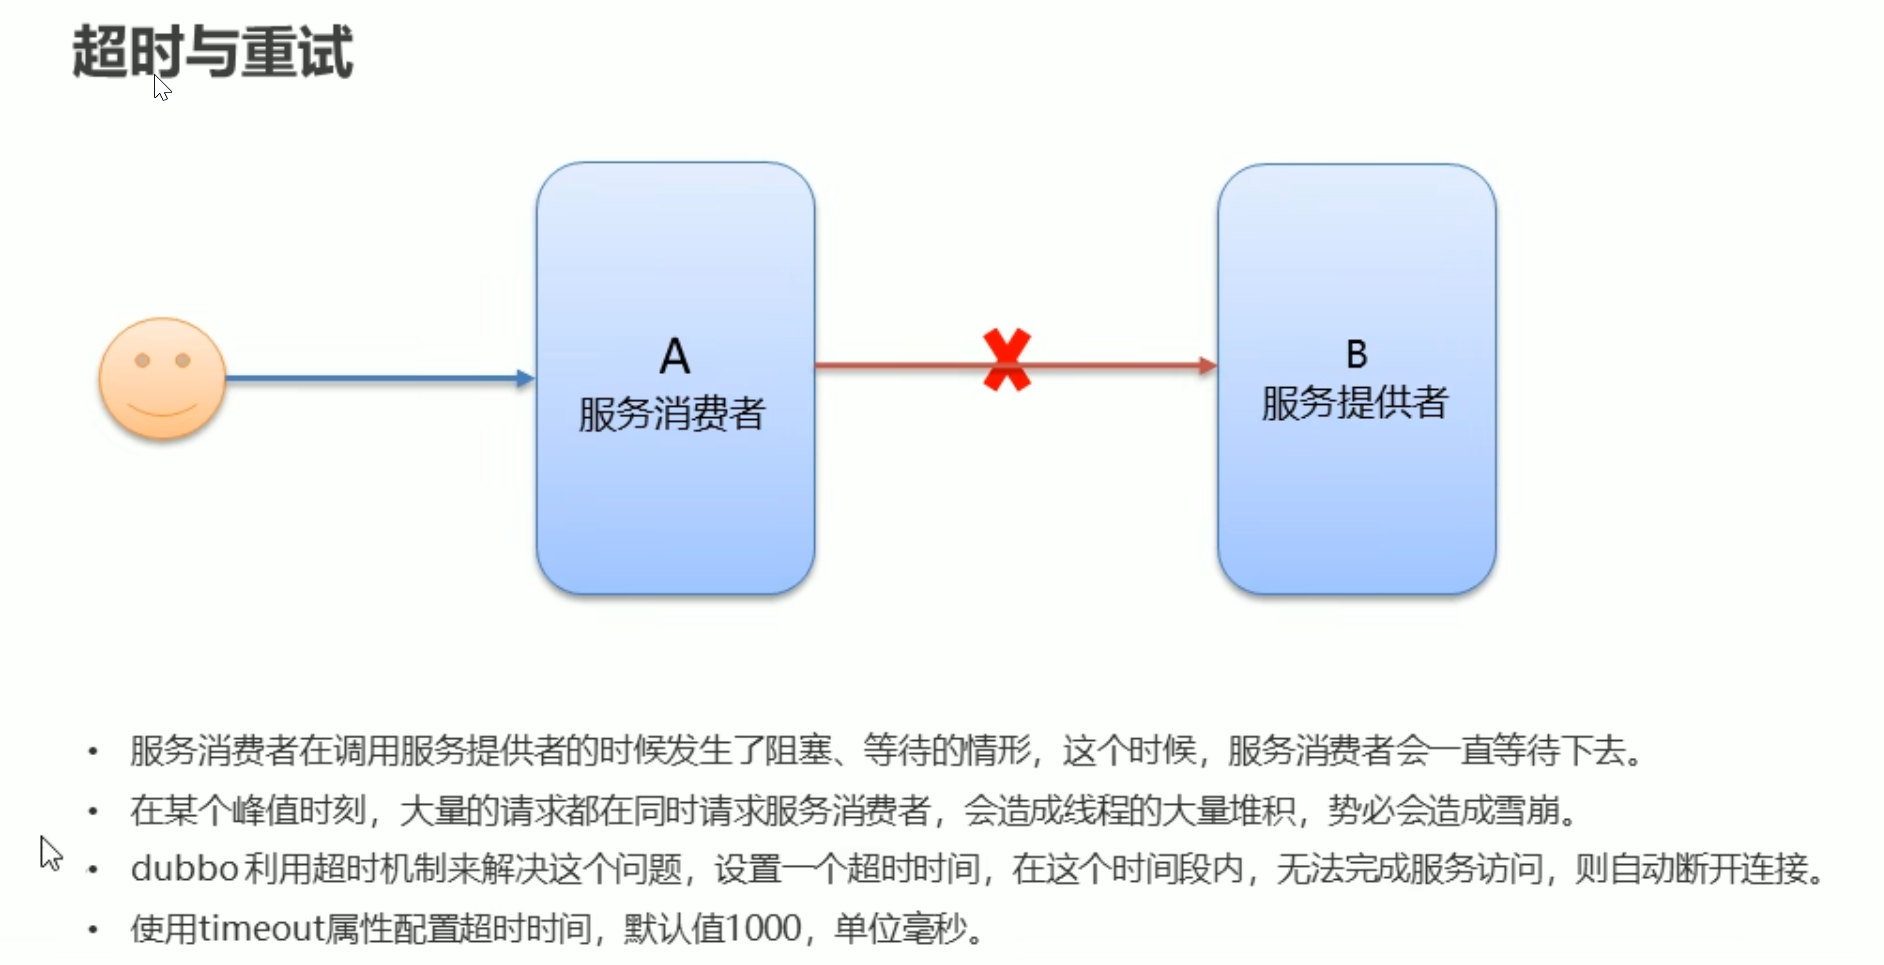 超时与重试
A
服务消费者
B
服务提供者
• 服务消费者在调用服务提供者的时候发生了阻塞、等待的情形，这个时候，服务消费者会一直等待下去。
• 在某个峰值时刻，大量的请求都在同时请求服务消费者，会造成线程的大量堆积，势必会造成雪崩。
• dubbo 利用超时机制来解决这个问题，设置一个超时时间，在这个时间段内，无法完成服务访问，则自动断开连接。
• 使用timeout属性配置超时时间，默认值1000，单位毫秒。